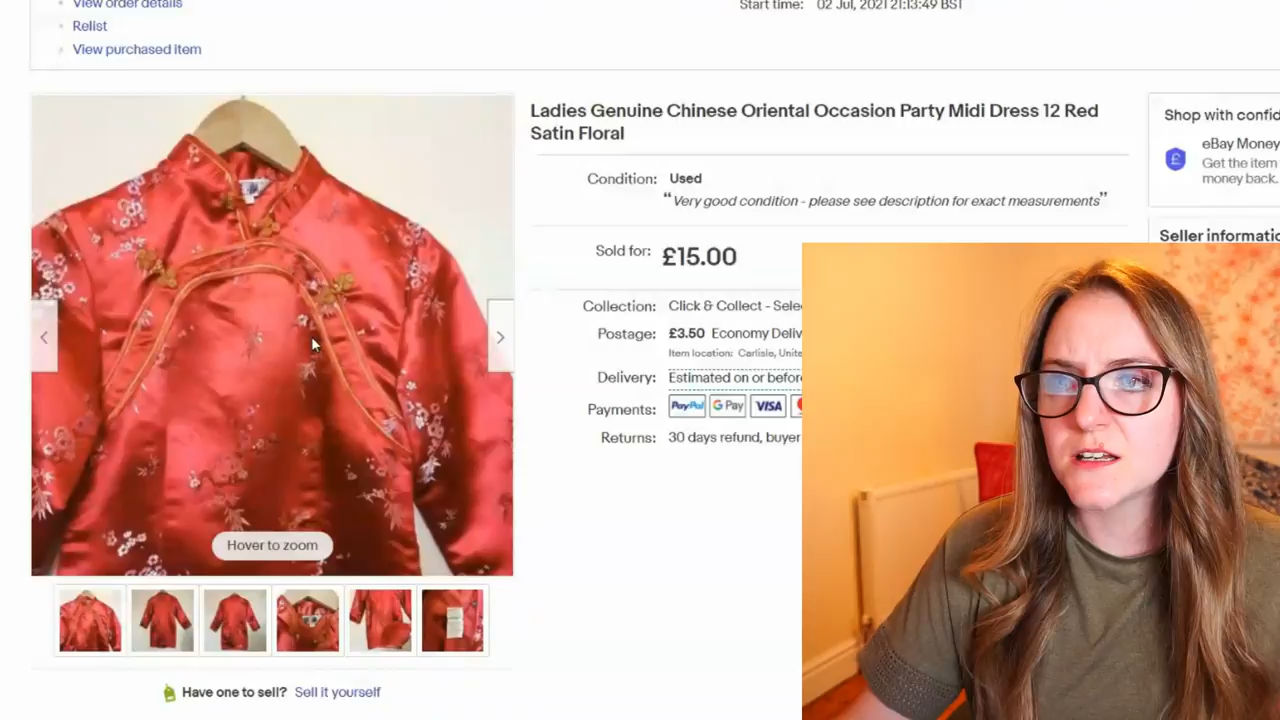 View order details
Relist
View purchased item
Start time: 02 Jul, 2021 21:13:49 BST
Ladies Genuine Chinese Oriental Occasion Party Midi Dress 12 Red
Satin Floral
Condition: Used
“Very good condition - please see description for exact measurements”
Sold for: £15.00
Collection: Click & Collect - Sele
Postage: £3.50 Economy Deliv
Item location: Carlisle, Unite
Delivery: Estimated on or before
Payments: PayPal G Pay VISA
Returns: 30 days refund, buyer
Shop with confid
eBay Money
Get the item
money back.
Seller informatio
Hover to zoom
Have one to sell? Sell it yourself